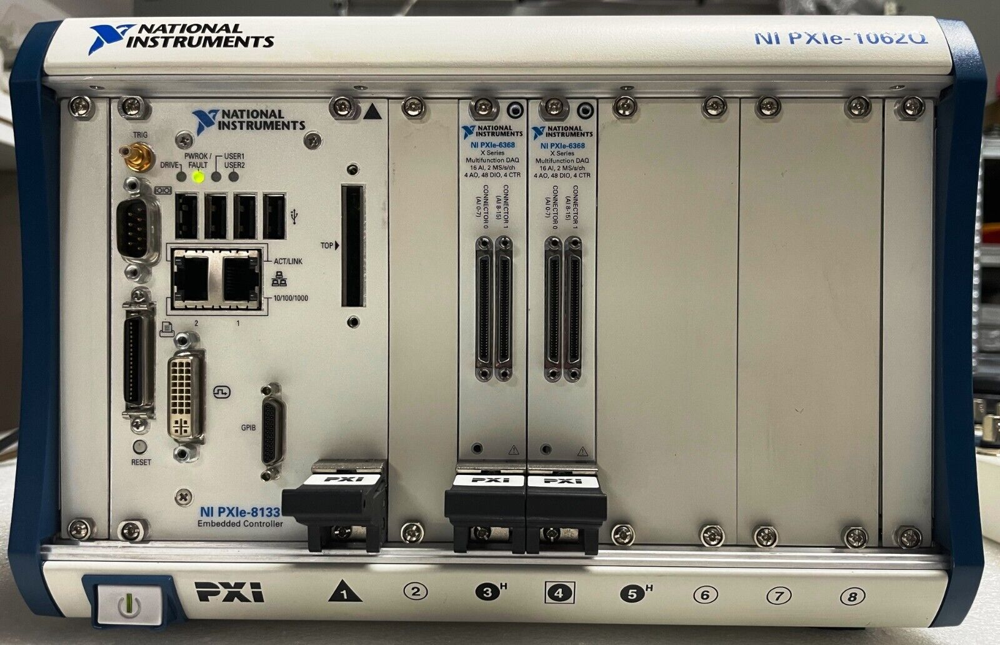 NATIONAL
INSTRUMENTS
NI PXIe-1062Q
NATIONAL
INSTRUMENTS
TRIG
PWROK /
FAULT
USER1
DRIVE
USER2
TOP
ACT/LINK
10/100/1000
2
1
GPIB
RESET
NI PXIe-8133
Embedded Controller
PXI
NATIONAL
INSTRUMENTS
NI PXIe-6368
X Series
Multifunction DAQ
16 AI, 2 MS/s/ch
4 AO, 48 DIO, 4 CTR
CONNECTOR 0
(AI 0-7)
CONNECTOR 1
(AI 8-15)
PXI
NATIONAL
INSTRUMENTS
NI PXIe-6368
X Series
Multifunction DAQ
16 AI, 2 MS/s/ch
4 AO, 48 DIO, 4 CTR
CONNECTOR 0
(AI 0-7)
CONNECTOR 1
(AI 8-15)
PXI
PXI
1 2 3 H 4 5 H 6 7 8